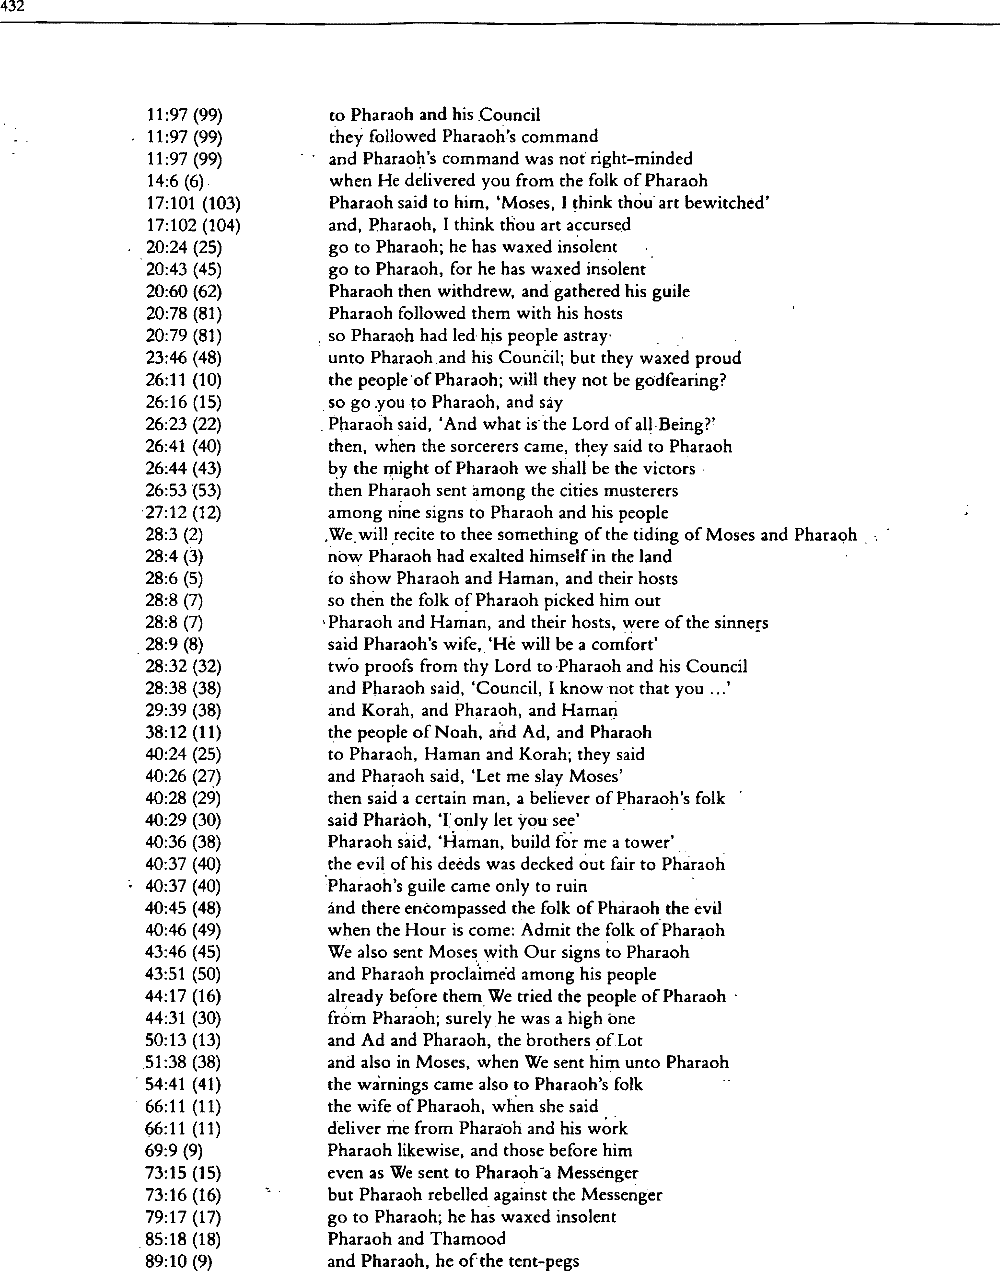 432
11:97 (99) to Pharaoh and his Council
11:97 (99) they followed Pharaoh's command
11:97 (99) and Pharaoh's command was not right-minded
14:6 (6) when He delivered you from the folk of Pharaoh
17:101 (103) Pharaoh said to him, 'Moses, I think thou art bewitched'
17:102 (104) and, Pharaoh, I think thou art accursed
20:24 (25) go to Pharaoh; he has waxed insolent
20:43 (45) go to Pharaoh, for he has waxed insolent
20:60 (62) Pharaoh then withdrew, and gathered his guile
20:78 (81) Pharaoh followed them with his hosts
20:79 (81) so Pharaoh had led his people astray
23:46 (48) unto Pharaoh and his Council; but they waxed proud
26:11 (10) the people of Pharaoh; will they not be godfearing?
26:16 (15) so go you to Pharaoh, and say
26:23 (22) Pharaoh said, 'And what is the Lord of all Being?'
26:41 (40) then, when the sorcerers came, they said to Pharaoh
26:44 (43) by the might of Pharaoh we shall be the victors
26:53 (53) then Pharaoh sent among the cities musterers
27:12 (12) among nine signs to Pharaoh and his people
28:3 (2) We will recite to thee something of the tiding of Moses and Pharaoh
28:4 (3) now Pharaoh had exalted himself in the land
28:6 (5) to show Pharaoh and Haman, and their hosts
28:8 (7) so then the folk of Pharaoh picked him out
28:8 (7) Pharaoh and Haman, and their hosts, were of the sinners
28:9 (8) said Pharaoh's wife, 'He will be a comfort'
28:32 (32) two proofs from thy Lord to Pharaoh and his Council
28:38 (38) and Pharaoh said, 'Council, I know not that you ...'
29:39 (38) and Korah, and Pharaoh, and Haman
38:12 (11) the people of Noah, and Ad, and Pharaoh
40:24 (25) to Pharaoh, Haman and Korah; they said
40:26 (27) and Pharaoh said, 'Let me slay Moses'
40:28 (29) then said a certain man, a believer of Pharaoh's folk
40:29 (30) said Pharaoh, 'I only let you see'
40:36 (38) Pharaoh said, 'Haman, build for me a tower'
40:37 (40) the evil of his deeds was decked out fair to Pharaoh
40:37 (40) Pharaoh's guile came only to ruin
40:45 (48) and there encompassed the folk of Pharaoh the evil
40:46 (49) when the Hour is come: Admit the folk of Pharaoh
43:46 (45) We also sent Moses with Our signs to Pharaoh
43:51 (50) and Pharaoh proclaimed among his people
44:17 (16) already before them We tried the people of Pharaoh
44:31 (30) from Pharaoh; surely he was a high one
50:13 (13) and Ad and Pharaoh, the brothers of Lot
51:38 (38) and also in Moses, when We sent him unto Pharaoh
54:41 (41) the warnings came also to Pharaoh's folk
66:11 (11) the wife of Pharaoh, when she said
66:11 (11) deliver me from Pharaoh and his work
69:9 (9) Pharaoh likewise, and those before him
73:15 (15) even as We sent to Pharaoh a Messenger
73:16 (16) but Pharaoh rebelled against the Messenger
79:17 (17) go to Pharaoh; he has waxed insolent
85:18 (18) Pharaoh and Thamood
89:10 (9) and Pharaoh, he of the tent-pegs